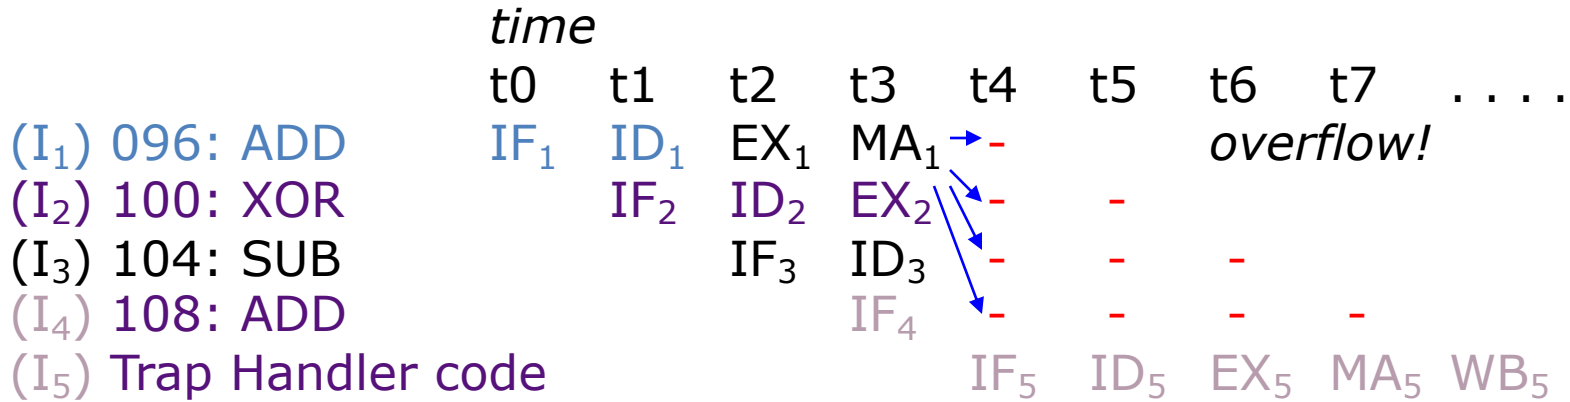 time
t0 t1 t2 t3 t4 t5 t6 t7 . . . .
(I₁) 096: ADD IF₁ ID₁ EX₁ MA₁ - overflow!
(I₂) 100: XOR IF₂ ID₂ EX₂ - -
(I₃) 104: SUB IF₃ ID₃ - - -
(I₄) 108: ADD IF₄ - - - -
(I₅) Trap Handler code IF₅ ID₅ EX₅ MA₅ WB₅